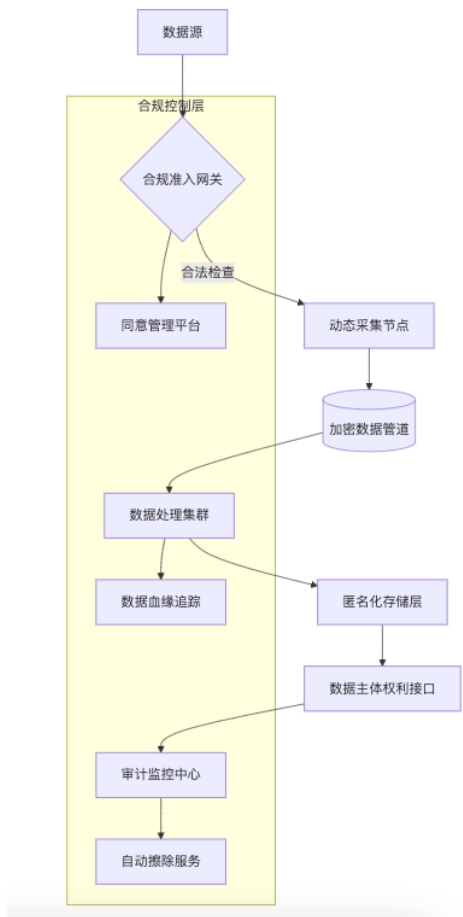 数据源
合规控制层
合规准入网关
合法检查
同意管理平台
动态采集节点
加密数据管道
数据处理集群
数据血缘追踪
匿名化存储层
数据主体权利接口
审计监控中心
自动擦除服务